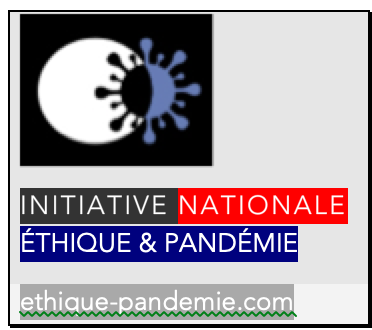 INITIATIVE NATIONALE
ÉTHIQUE & PANDÉMIE
ethique-pandemie.com